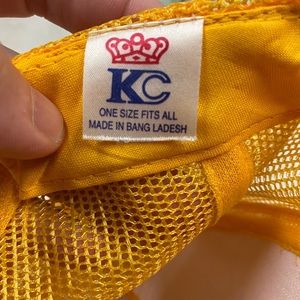 KC
ONE SIZE FITS ALL
MADE IN BANG LADESH